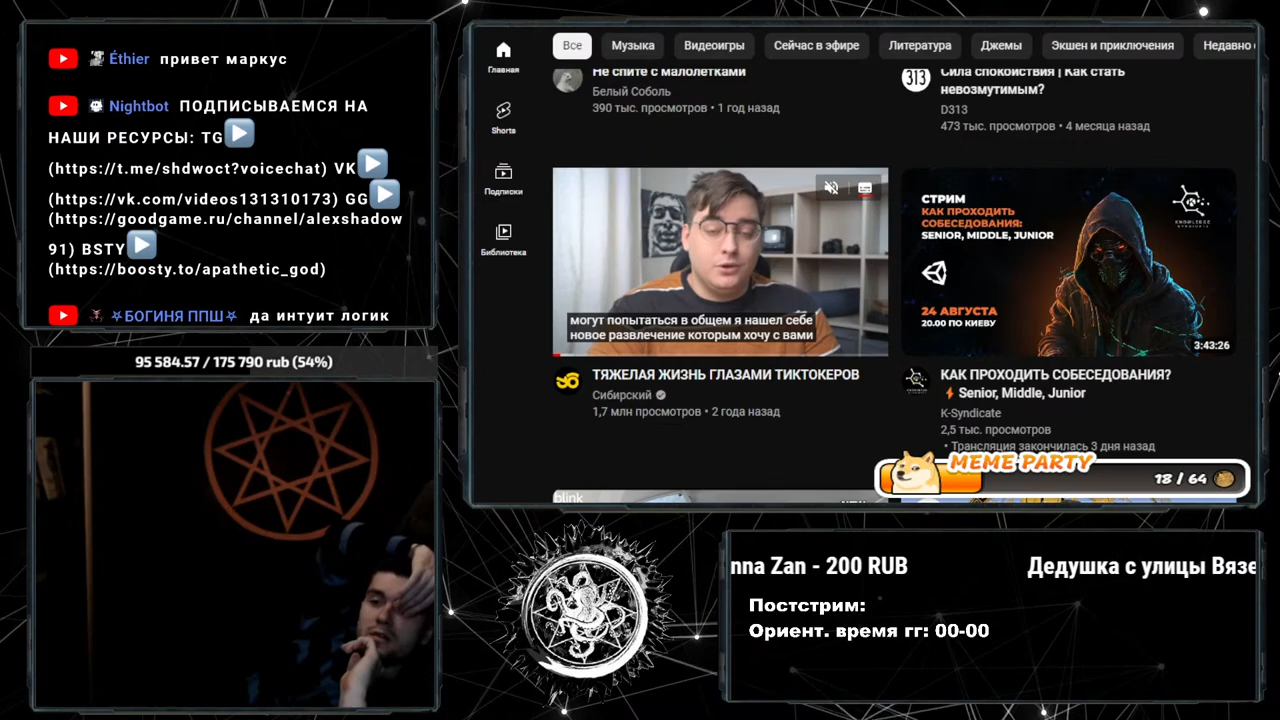 Éthier привет маркус
Nightbot ПОДПИСЫВАЕМСЯ НА
НАШИ РЕСУРСЫ: TG
(https://t.me/shdwoct?voicechat) VK
(https://vk.com/videos131310173) GG
(https://goodgame.ru/channel/alexshadow
91) BSTY
(https://boosty.to/apathetic_god)
⛧БОГИНЯ ППШ⛧ да интуит логик
95 584.57 / 175 790 rub (54%)
Главная
Shorts
Подписки
Библиотека
Все Музыка Видеоигры Сейчас в эфире Литература Джемы Экшен и приключения Недавно
Не спите с малолетками
Белый Соболь
390 тыс. просмотров • 1 год назад
313
Сила спокойствия | Как стать
невозмутимым?
D313
473 тыс. просмотров • 4 месяца назад
могут попытаться в общем я нашел себе
новое развлечение которым хочу с вами
ТЯЖЕЛАЯ ЖИЗНЬ ГЛАЗАМИ ТИКТОКЕРОВ
Сибирский
1,7 млн просмотров • 2 года назад
СТРИМ
КАК ПРОХОДИТЬ
СОБЕСЕДОВАНИЯ:
SENIOR, MIDDLE, JUNIOR
24 АВГУСТА
20.00 ПО КИЕВУ
3:43:26
КАК ПРОХОДИТЬ СОБЕСЕДОВАНИЯ?
⚡Senior, Middle, Junior
K-Syndicate
2,5 тыс. просмотров
• Трансляция закончилась 3 дня назад
MEME PARTY
18 / 64
blink
nna Zan - 200 RUB
Дедушка с улицы Вязе
Постстрим:
Ориент. время гг: 00-00